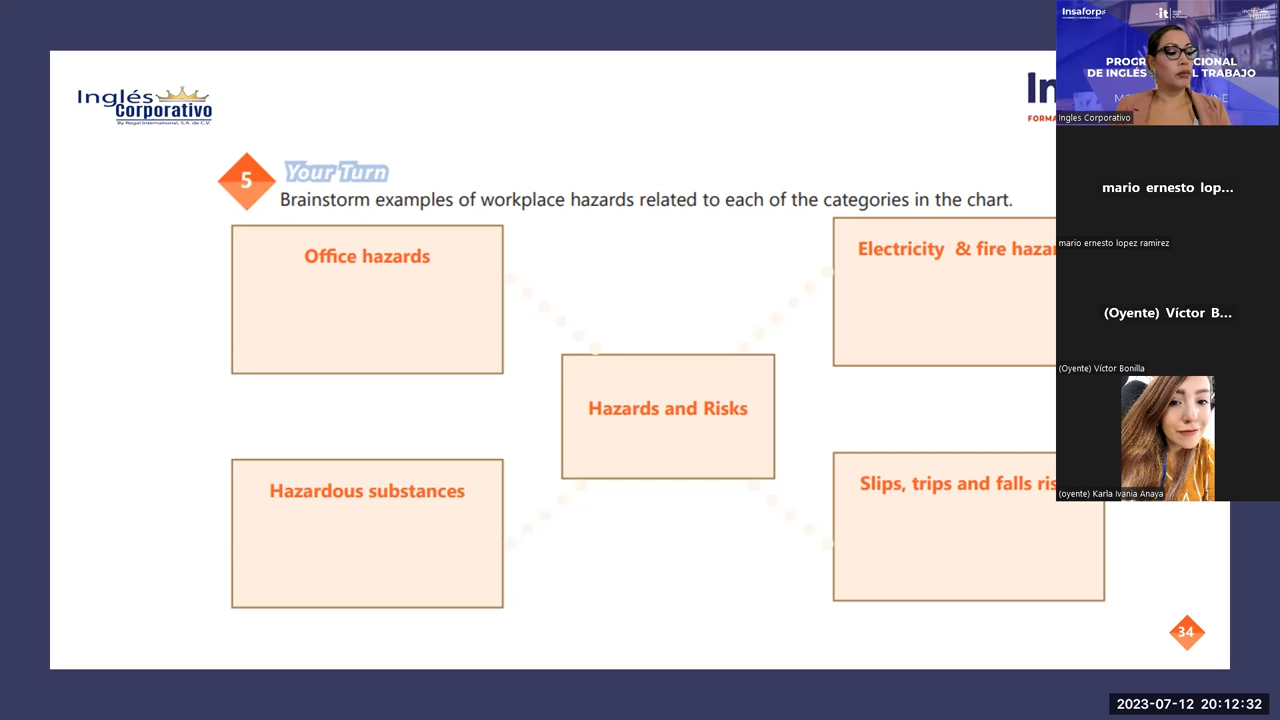 Inglés
Corporativo
By Regal International, S.A. de C.V.
In
FORMA
5
Your Turn
Brainstorm examples of workplace hazards related to each of the categories in the chart.
Office hazards
Electricity & fire hazar
Hazards and Risks
Hazardous substances
Slips, trips and falls ris
34
Insaforp
it
PROGR CIONAL
DE INGLÉS L TRABAJO
Ingles Corporativo
mario ernesto lop...
mario ernesto lopez ramirez
(Oyente) Víctor B...
(Oyente) Víctor Bonilla
(oyente) Karla Ivania Anaya
2023-07-12 20:12:32